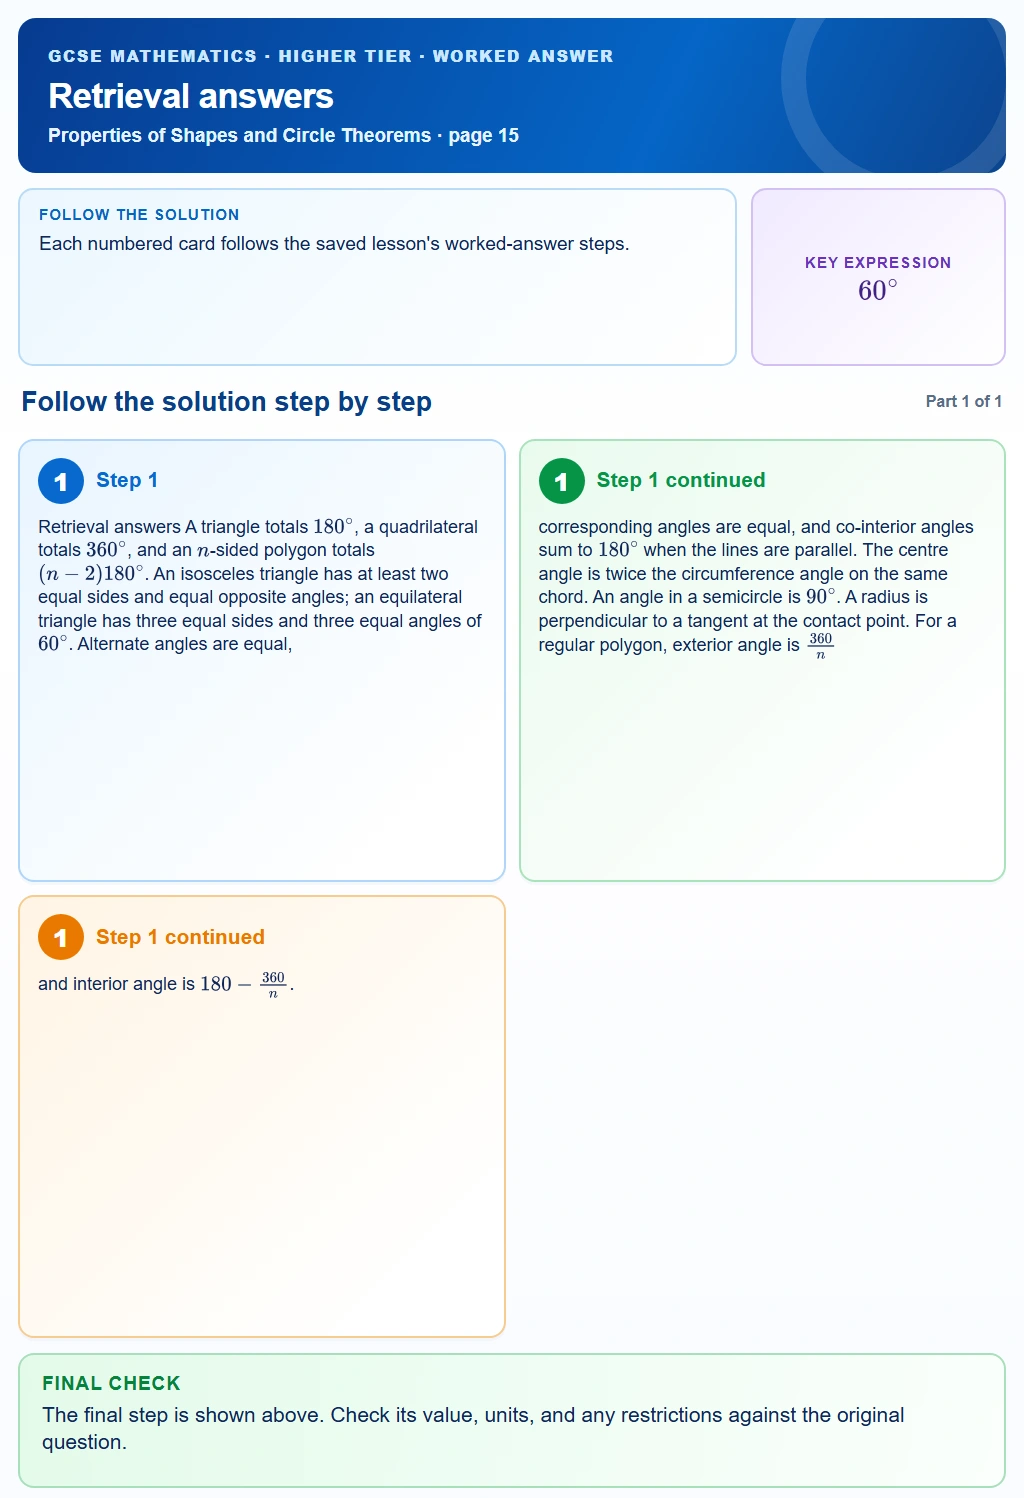 GCSE MATHEMATICS · HIGHER TIER · WORKED ANSWER
Retrieval answers
Properties of Shapes and Circle Theorems · page 15
FOLLOW THE SOLUTION
Each numbered card follows the saved lesson's worked-answer steps.
KEY EXPRESSION
60°
Follow the solution step by step
Part 1 of 1
1 Step 1
Retrieval answers A triangle totals 180°, a quadrilateral
totals 360°, and an n-sided polygon totals
(n − 2)180°. An isosceles triangle has at least two
equal sides and equal opposite angles; an equilateral
triangle has three equal sides and three equal angles of
60°. Alternate angles are equal,
1 Step 1 continued
corresponding angles are equal, and co-interior angles
sum to 180° when the lines are parallel. The centre
angle is twice the circumference angle on the same
chord. An angle in a semicircle is 90°. A radius is
perpendicular to a tangent at the contact point. For a
regular polygon, exterior angle is 360/n
1 Step 1 continued
and interior angle is 180 − 360/n.
FINAL CHECK
The final step is shown above. Check its value, units, and any restrictions against the original
question.